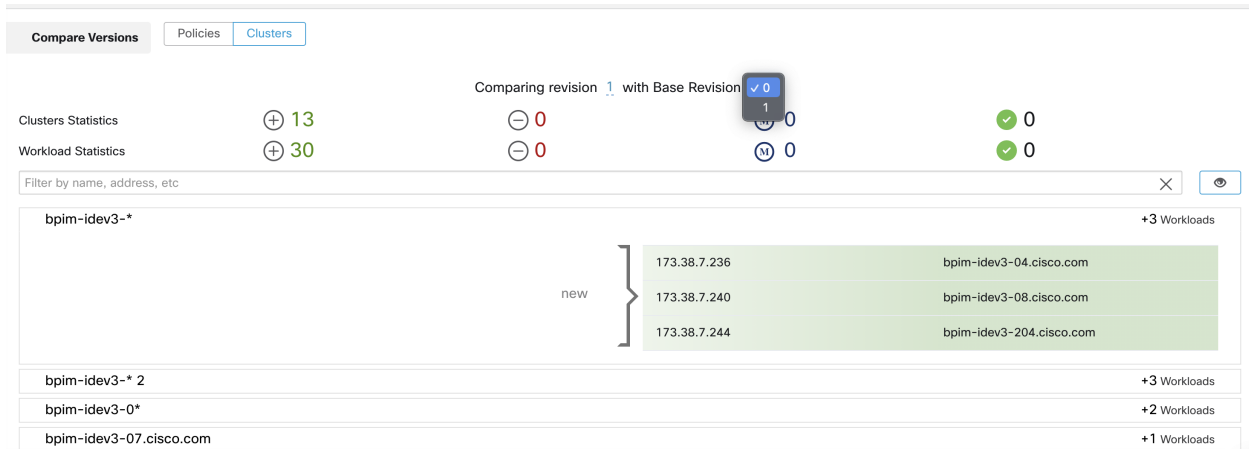 Compare Versions Policies Clusters
Comparing revision 1 with Base Revision ✓ 0
1
Clusters Statistics + 13 − 0 0 ✓ 0
Workload Statistics + 30 − 0 M 0 ✓ 0
Filter by name, address, etc
bpim-idev3-* +3 Workloads
173.38.7.236 bpim-idev3-04.cisco.com
new 173.38.7.240 bpim-idev3-08.cisco.com
173.38.7.244 bpim-idev3-204.cisco.com
bpim-idev3-* 2 +3 Workloads
bpim-idev3-0* +2 Workloads
bpim-idev3-07.cisco.com +1 Workloads